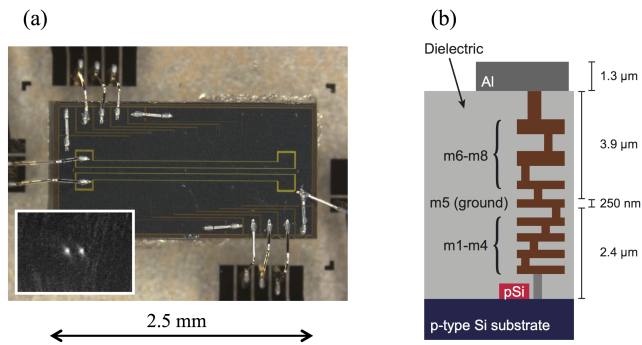 (a)
2.5 mm
(b)
Dielectric
Al
1.3 µm
m6-m8
3.9 µm
m5 (ground)
250 nm
m1-m4
2.4 µm
pSi
p-type Si substrate